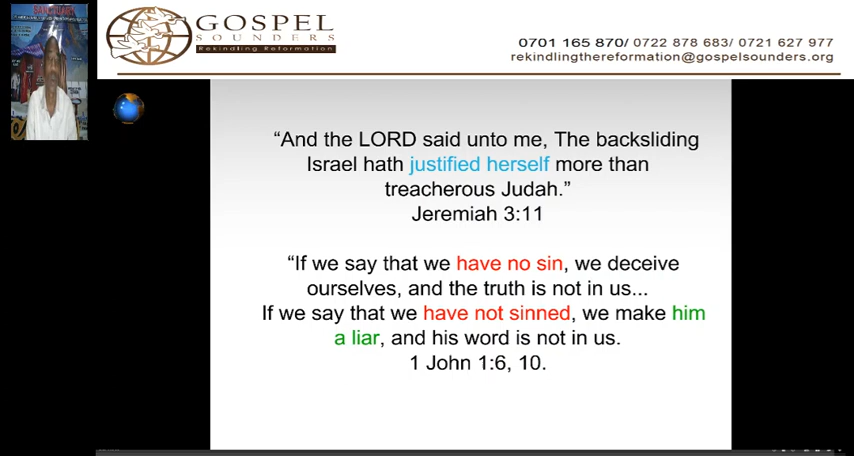 GOSPEL
SOUNDERS
Rekindling Reformation
0701 165 870/ 0722 878 683/ 0721 627 977
rekindlingthereformation@gospelsounders.org
“And the LORD said unto me, The backsliding
Israel hath justified herself more than
treacherous Judah.”
Jeremiah 3:11
“If we say that we have no sin, we deceive
ourselves, and the truth is not in us...
If we say that we have not sinned, we make him
a liar, and his word is not in us.
1 John 1:6, 10.